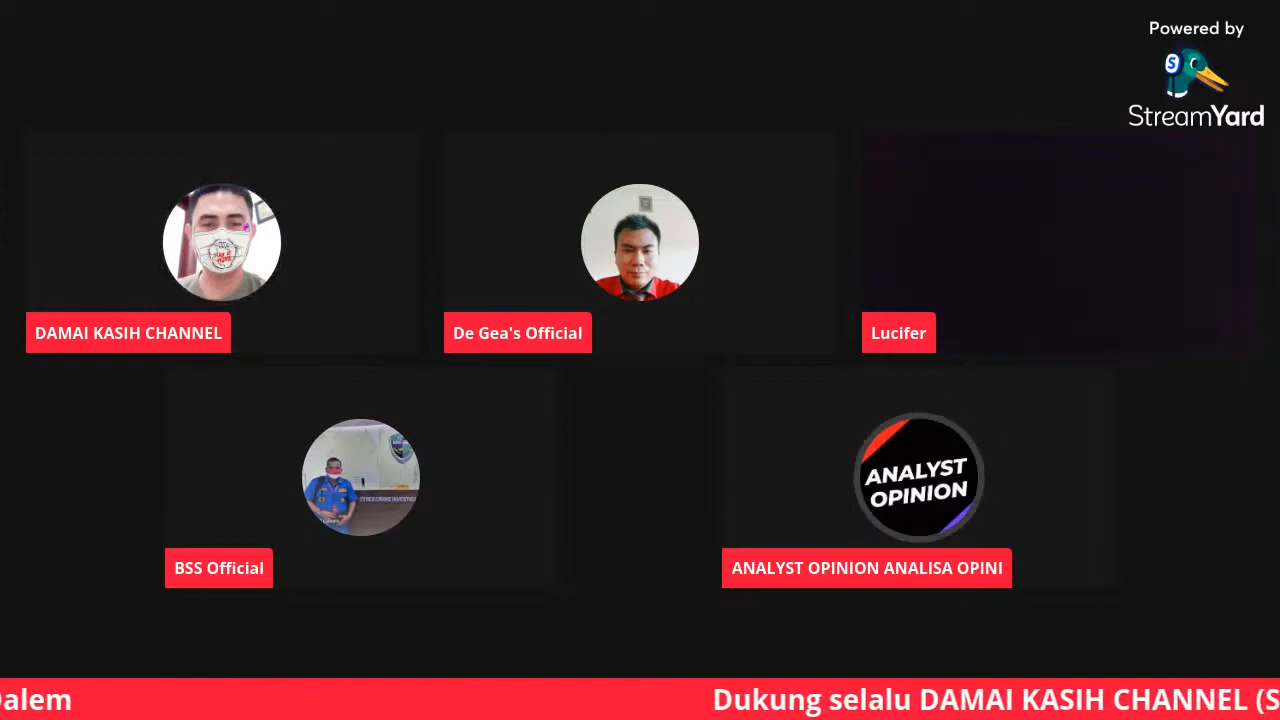 Powered by
StreamYard
DAMAI KASIH CHANNEL
De Gea's Official
Lucifer
BSS Official
ANALYST
OPINION
ANALYST OPINION ANALISA OPINI
Dukung selalu DAMAI KASIH CHANNEL